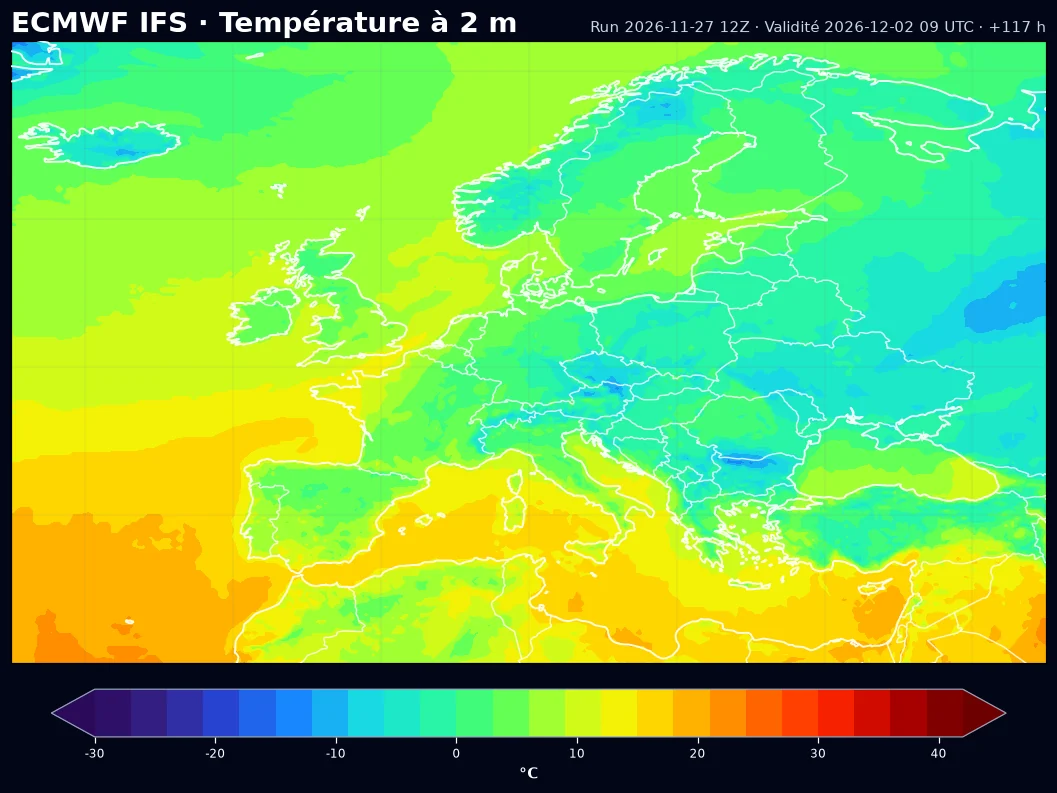 ECMWF IFS · Température à 2 m
Run 2026-11-27 12Z · Validité 2026-12-02 09 UTC · +117 h
-30 -20 -10 0 10 20 30 40
°C